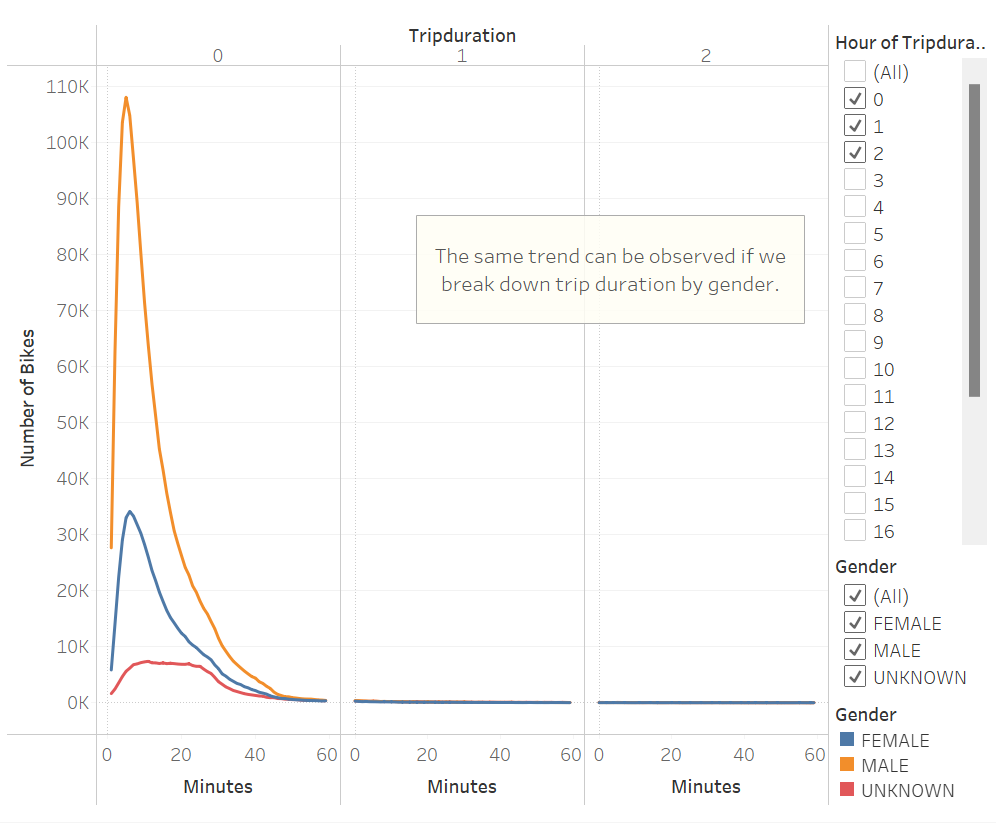 Tripduration
0 1 2
110K
100K
90K
80K
70K
60K
50K
40K
30K
20K
10K
0K
Number of Bikes
The same trend can be observed if we
break down trip duration by gender.
0 20 40 60 0 20 40 60 0 20 40 60
Minutes Minutes Minutes
Hour of Tripdura..
(All)
0
1
2
3
4
5
6
7
8
9
10
11
12
13
14
15
16
Gender
(All)
FEMALE
MALE
UNKNOWN
Gender
FEMALE
MALE
UNKNOWN